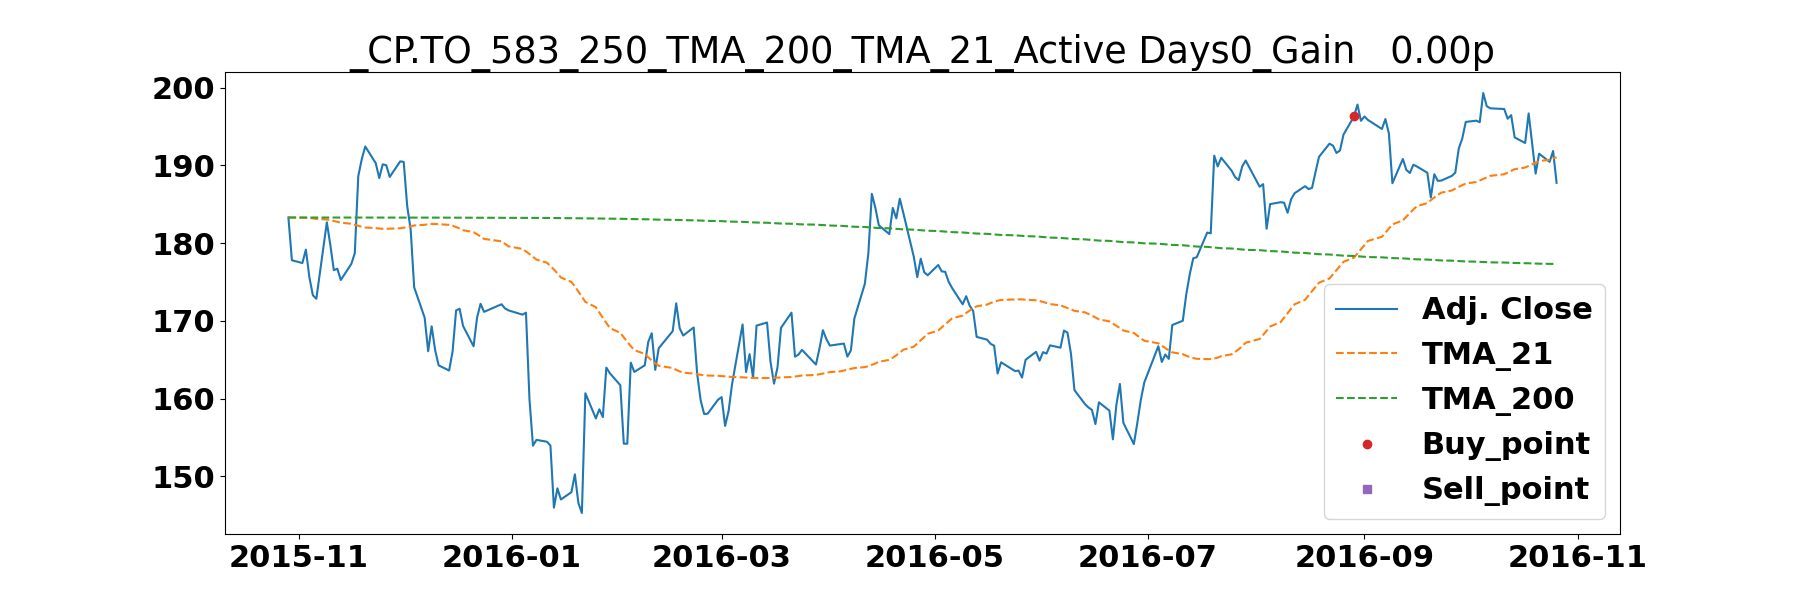 _CP.TO_583_250_TMA_200_TMA_21_Active Days0_Gain   0.00p
200
190
180
170
160
150
Adj. Close
TMA_21
TMA_200
Buy_point
Sell_point
2015-11 2016-01 2016-03 2016-05 2016-07 2016-09 2016-11